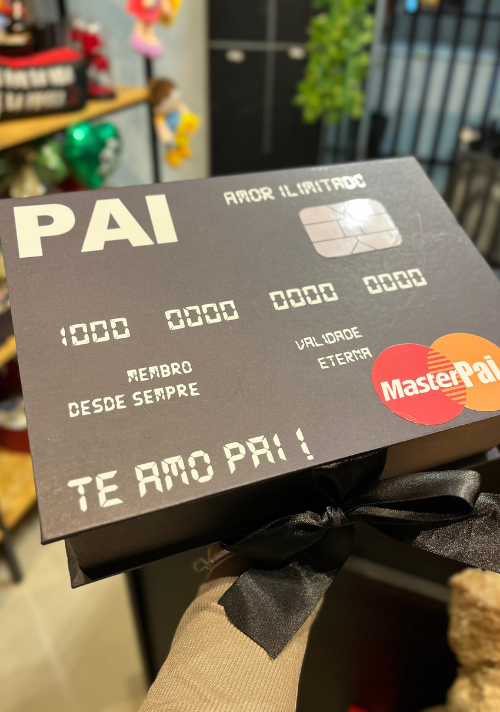 PAI
AMOR ILIMITADO
1000 0000 0000 0000
MEMBRO
DESDE SEMPRE
VALIDADE
ETERNA
MasterPai
TE AMO PAI!